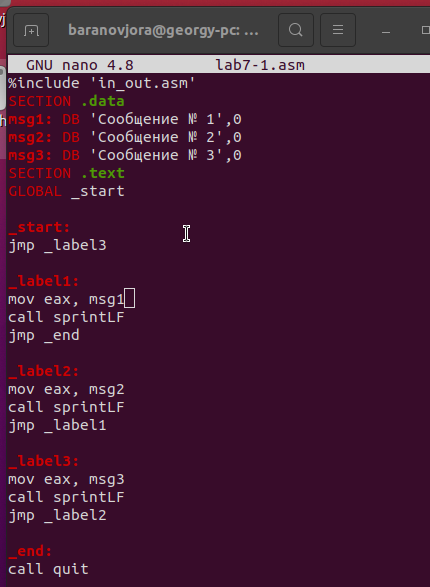 baranovjora@georgy-pc: ...
GNU nano 4.8 lab7-1.asm
%include 'in_out.asm'
SECTION .data
msg1: DB 'Сообщение № 1',0
msg2: DB 'Сообщение № 2',0
msg3: DB 'Сообщение № 3',0
SECTION .text
GLOBAL _start
_start:
jmp _label3
_label1:
mov eax, msg1
call sprintLF
jmp _end
_label2:
mov eax, msg2
call sprintLF
jmp _label1
_label3:
mov eax, msg3
call sprintLF
jmp _label2
_end:
call quit